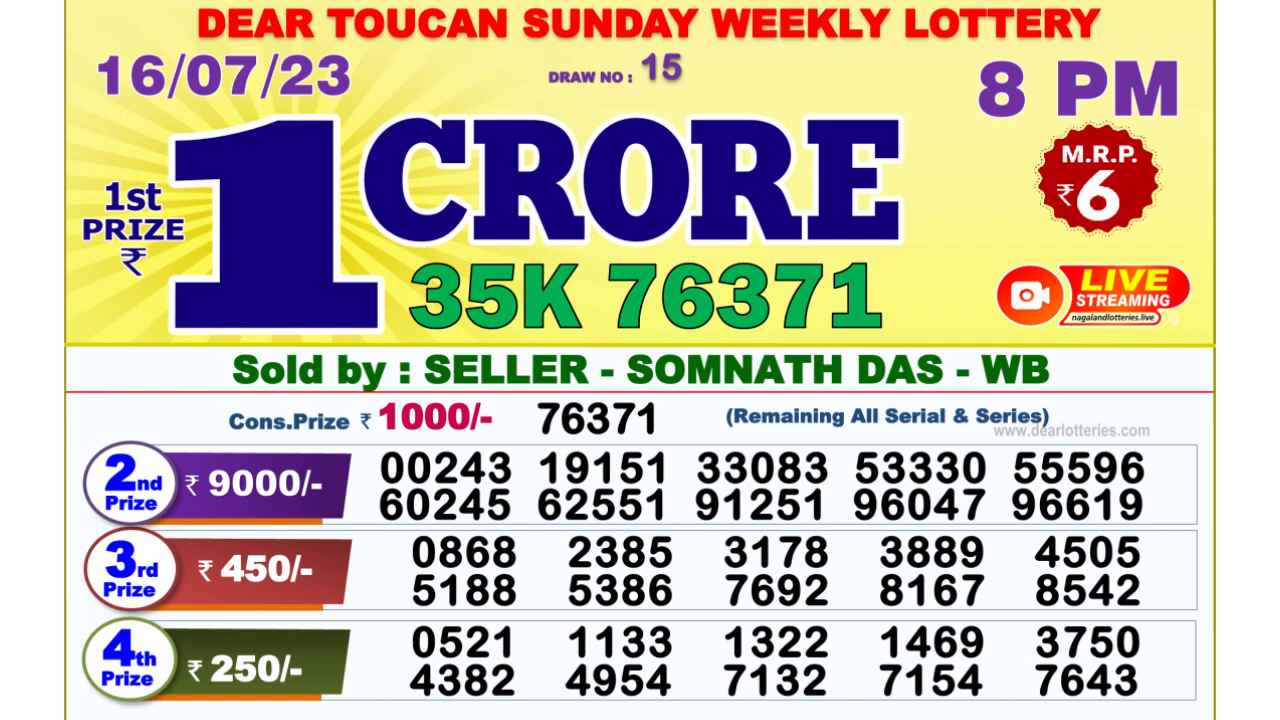 DEAR TOUCAN SUNDAY WEEKLY LOTTERY
16/07/23
DRAW NO : 15
8 PM
1st
PRIZE
₹
1 CRORE
M.R.P.
₹ 6
35K 76371
LIVE
STREAMING
nagalandlotteries.live
Sold by : SELLER - SOMNATH DAS - WB
Cons.Prize ₹ 1000/- 76371 (Remaining All Serial & Series)
www.dearlotteries.com
2nd Prize ₹ 9000/-
00243 19151 33083 53330 55596
60245 62551 91251 96047 96619
3rd Prize ₹ 450/-
0868 2385 3178 3889 4505
5188 5386 7692 8167 8542
4th Prize ₹ 250/-
0521 1133 1322 1469 3750
4382 4954 7132 7154 7643